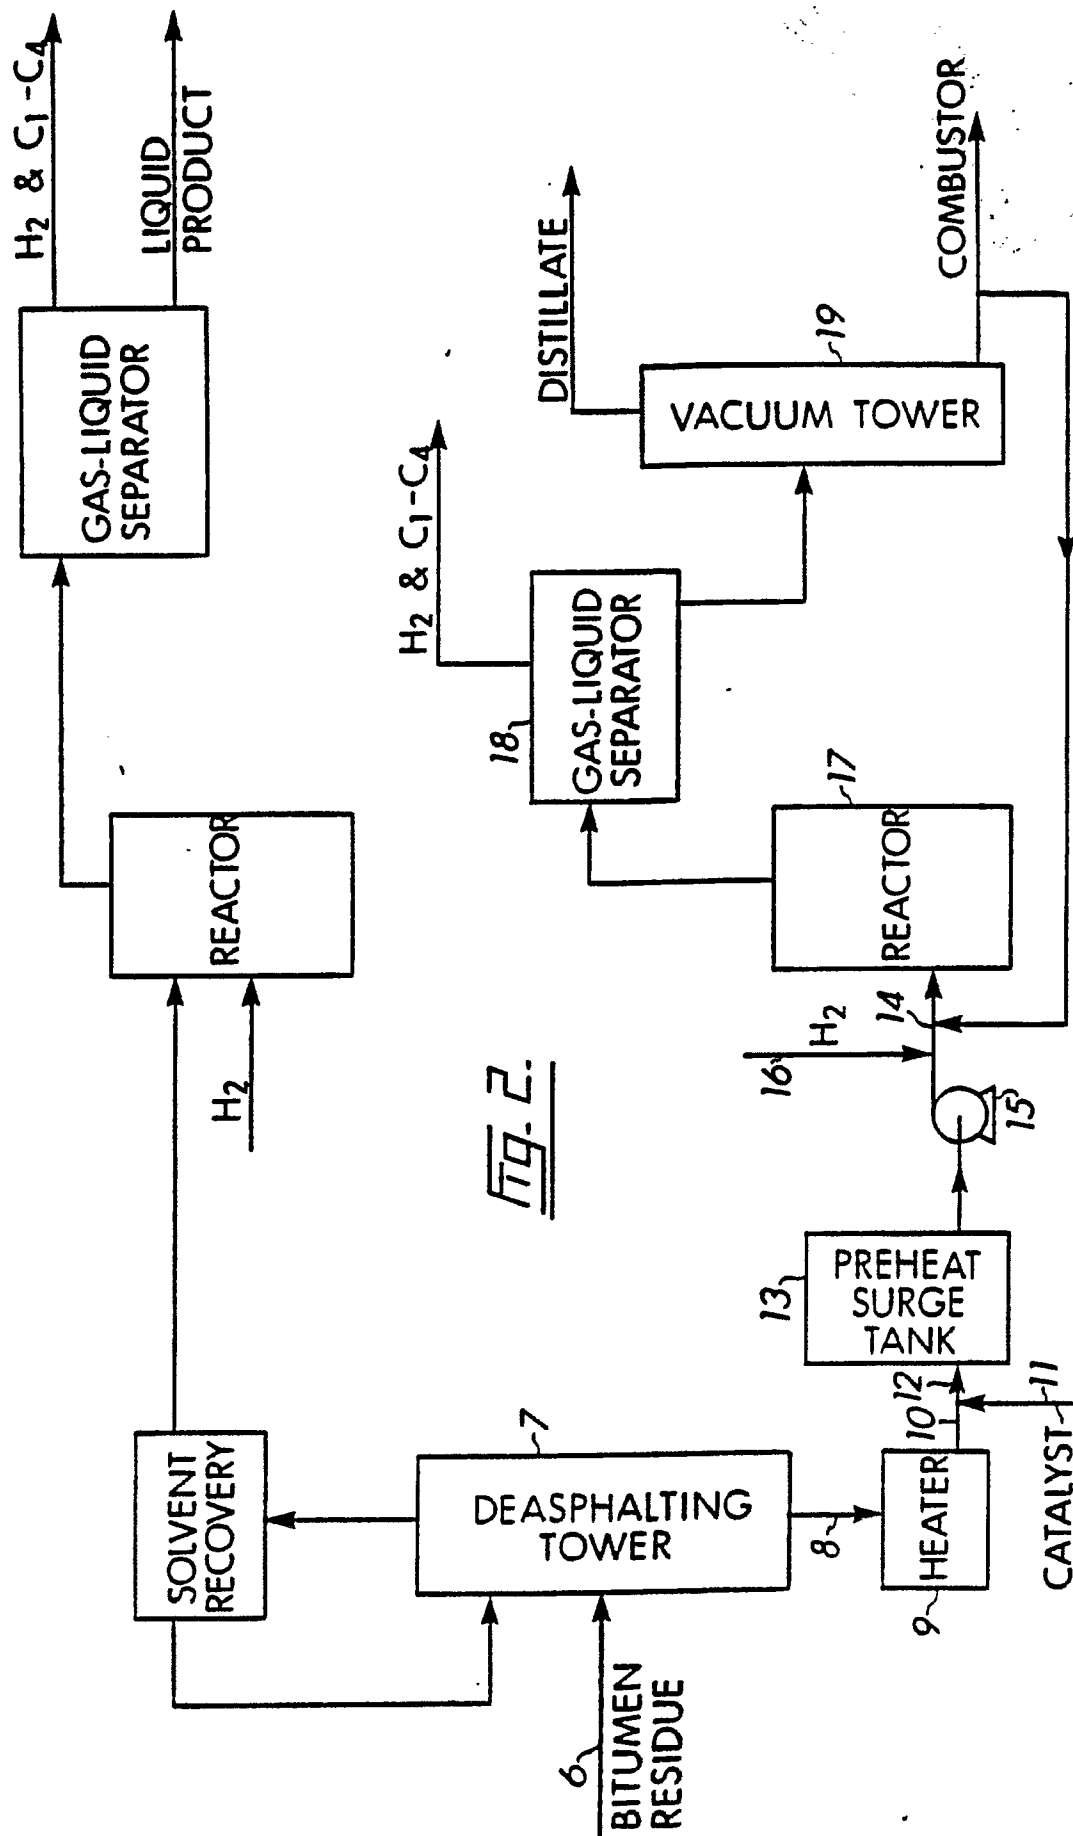 H2 & C1-C4
LIQUID
PRODUCT
GAS-LIQUID
SEPARATOR
REACTOR
H2
SOLVENT
RECOVERY
DISTILLATE
COMBUSTOR
19
VACUUM TOWER
H2 & C1-C4
18
GAS-LIQUID
SEPARATOR
17
REACTOR
14
H2
16
15
Fig. 2.
13
PREHEAT
SURGE
TANK
12
10
11
CATALYST
7
DEASPHALTING
TOWER
8
HEATER
9
6
BITUMEN
RESIDUE